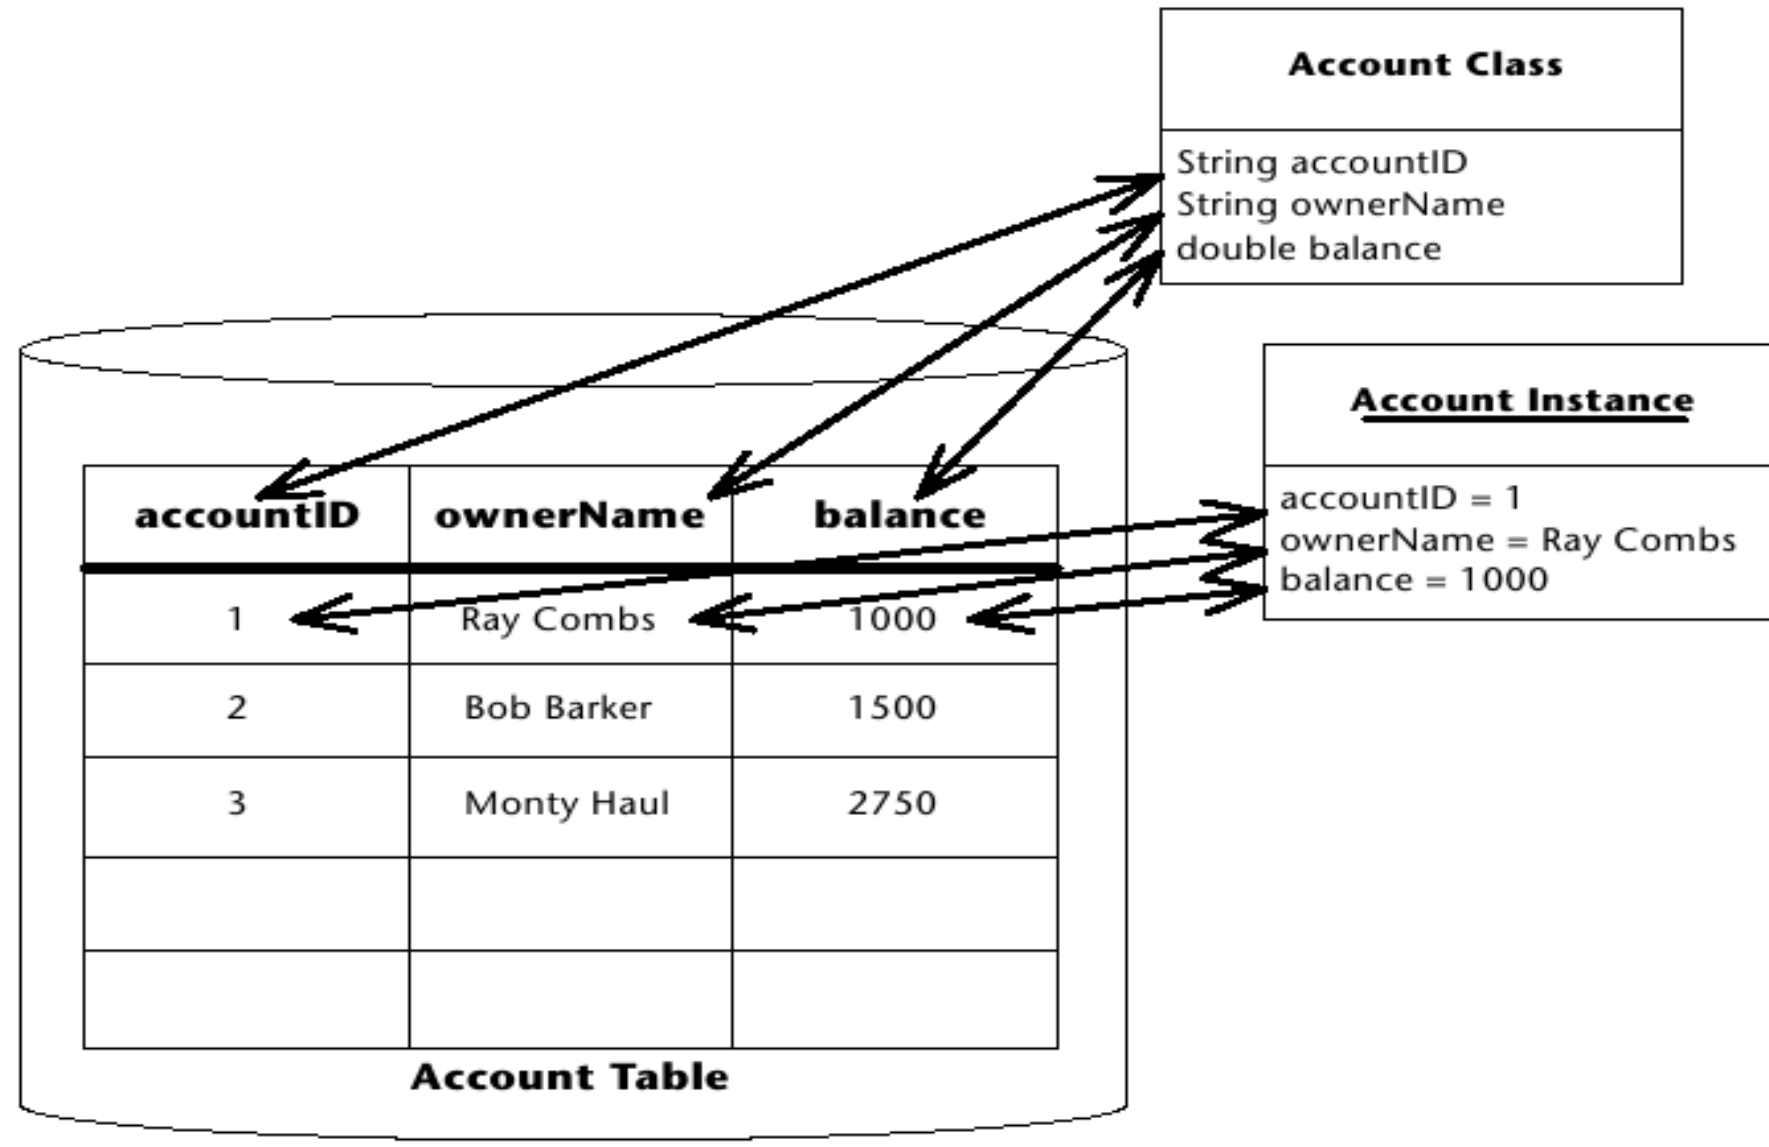 Account Class
String accountID
String ownerName
double balance
Account Instance
accountID = 1
ownerName = Ray Combs
balance = 1000
accountID ownerName balance
1 Ray Combs 1000
2 Bob Barker 1500
3 Monty Haul 2750
Account Table